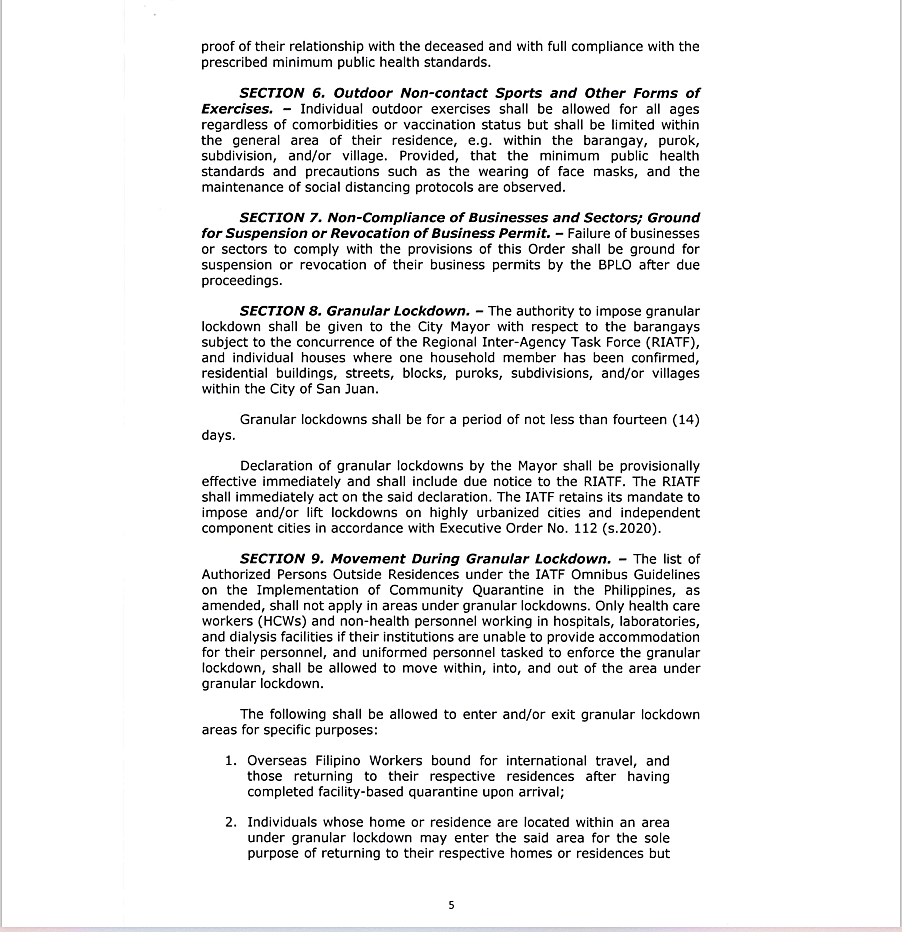 proof of their relationship with the deceased and with full compliance with the
prescribed minimum public health standards.
SECTION 6. Outdoor Non-contact Sports and Other Forms of
Exercises. – Individual outdoor exercises shall be allowed for all ages
regardless of comorbidities or vaccination status but shall be limited within
the general area of their residence, e.g. within the barangay, purok,
subdivision, and/or village. Provided, that the minimum public health
standards and precautions such as the wearing of face masks, and the
maintenance of social distancing protocols are observed.
SECTION 7. Non-Compliance of Businesses and Sectors; Ground
for Suspension or Revocation of Business Permit. – Failure of businesses
or sectors to comply with the provisions of this Order shall be ground for
suspension or revocation of their business permits by the BPLO after due
proceedings.
SECTION 8. Granular Lockdown. – The authority to impose granular
lockdown shall be given to the City Mayor with respect to the barangays
subject to the concurrence of the Regional Inter-Agency Task Force (RIATF),
and individual houses where one household member has been confirmed,
residential buildings, streets, blocks, puroks, subdivisions, and/or villages
within the City of San Juan.
Granular lockdowns shall be for a period of not less than fourteen (14)
days.
Declaration of granular lockdowns by the Mayor shall be provisionally
effective immediately and shall include due notice to the RIATF. The RIATF
shall immediately act on the said declaration. The IATF retains its mandate to
impose and/or lift lockdowns on highly urbanized cities and independent
component cities in accordance with Executive Order No. 112 (s.2020).
SECTION 9. Movement During Granular Lockdown. – The list of
Authorized Persons Outside Residences under the IATF Omnibus Guidelines
on the Implementation of Community Quarantine in the Philippines, as
amended, shall not apply in areas under granular lockdowns. Only health care
workers (HCWs) and non-health personnel working in hospitals, laboratories,
and dialysis facilities if their institutions are unable to provide accommodation
for their personnel, and uniformed personnel tasked to enforce the granular
lockdown, shall be allowed to move within, into, and out of the area under
granular lockdown.
The following shall be allowed to enter and/or exit granular lockdown
areas for specific purposes:
1. Overseas Filipino Workers bound for international travel, and
those returning to their respective residences after having
completed facility-based quarantine upon arrival;
2. Individuals whose home or residence are located within an area
under granular lockdown may enter the said area for the sole
purpose of returning to their respective homes or residences but
5